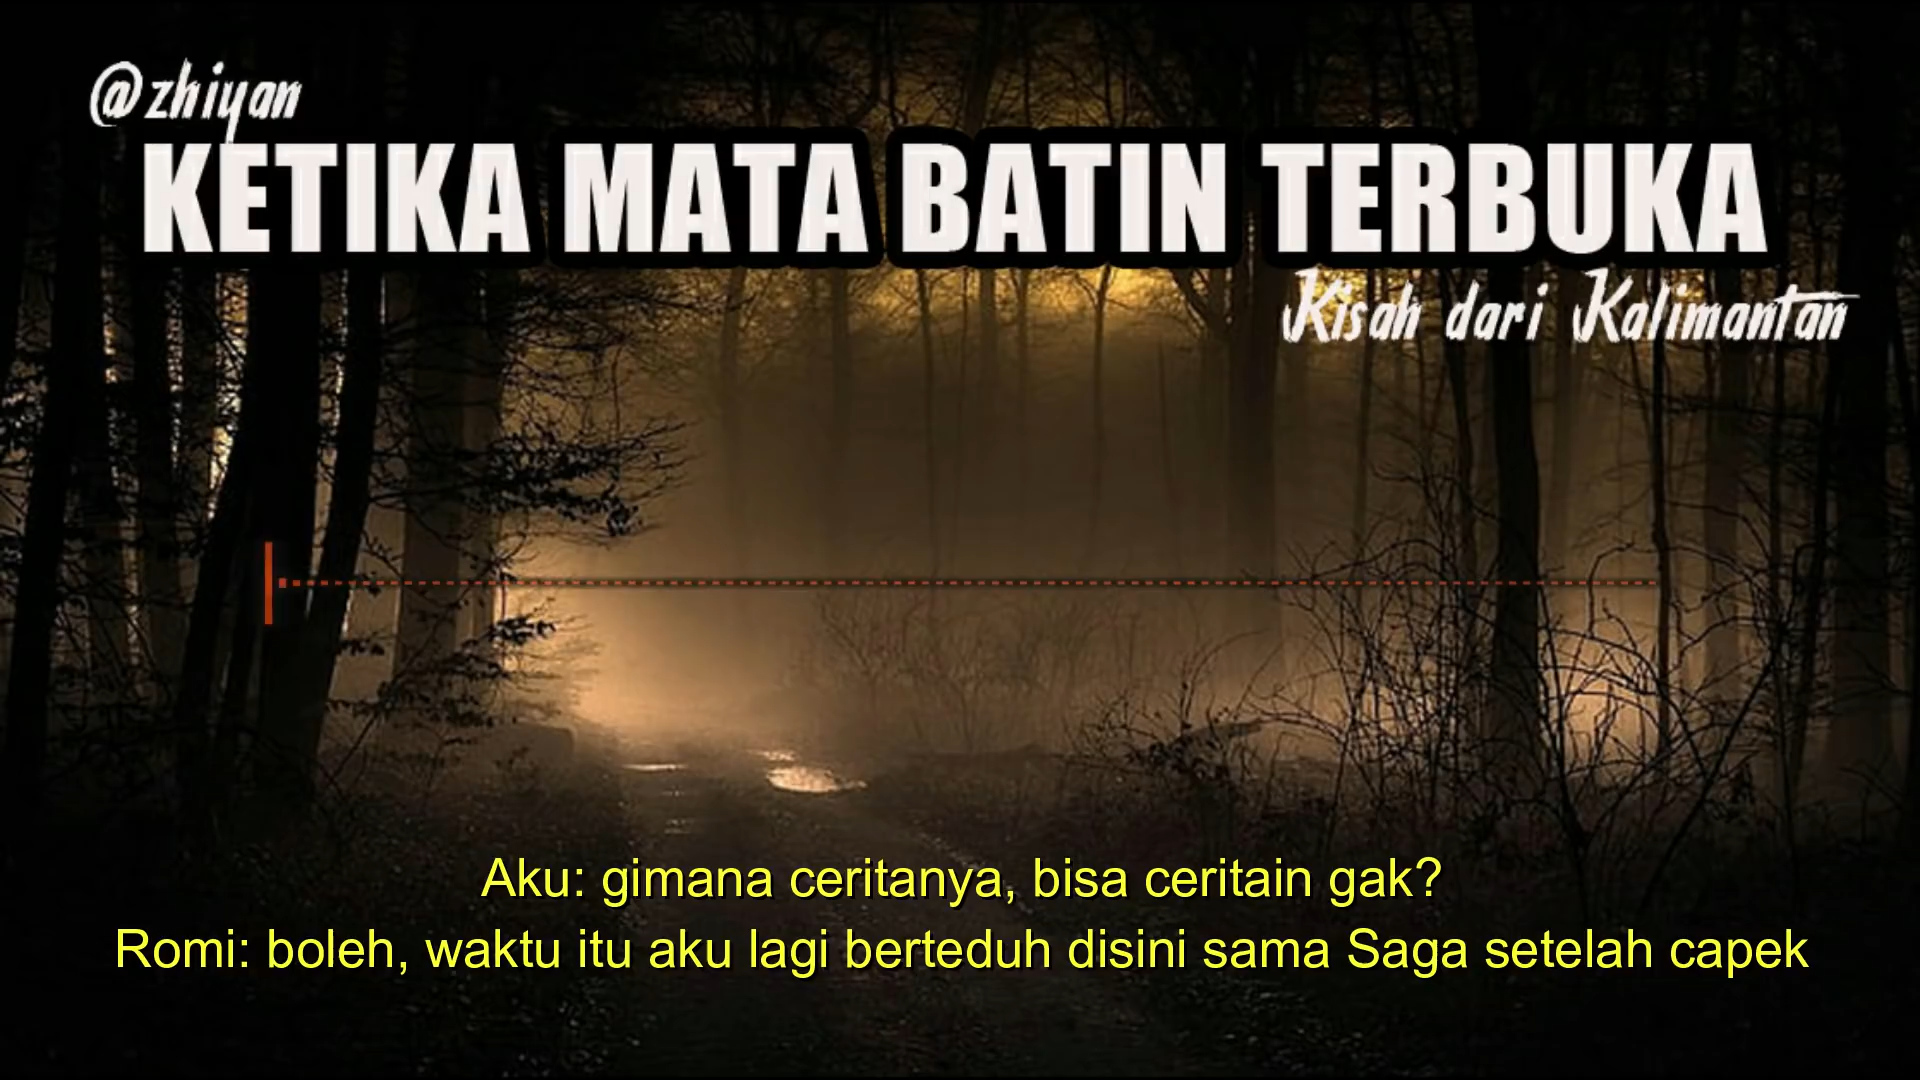 @zhiyan
KETIKA MATA BATIN TERBUKA
Kisah dari Kalimantan
Aku: gimana ceritanya, bisa ceritain gak?
Romi: boleh, waktu itu aku lagi berteduh disini sama Saga setelah capek